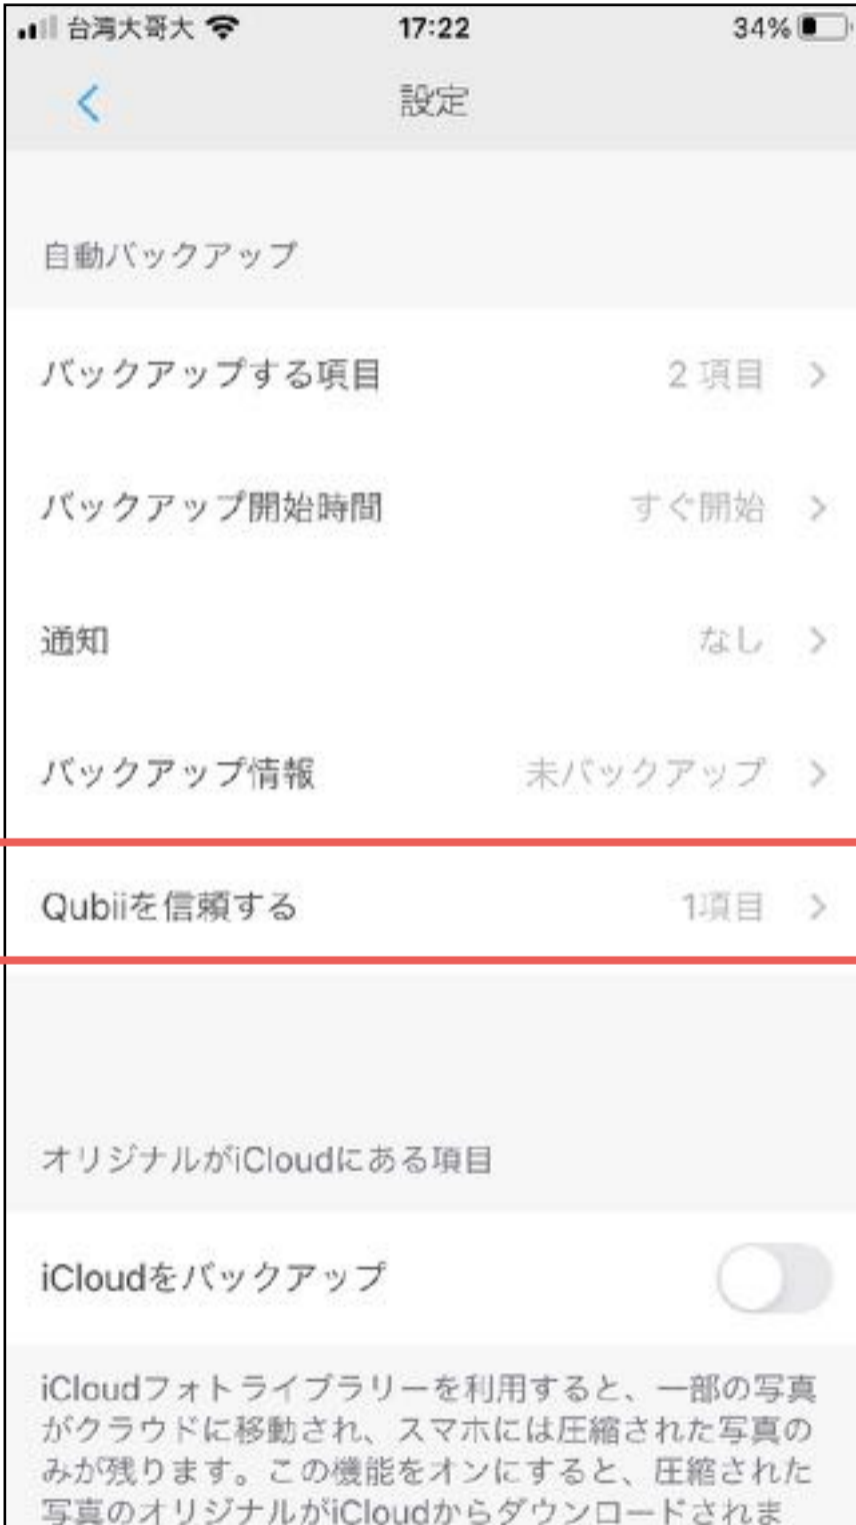 台湾大哥大 17:22 34%
設定
自動バックアップ
バックアップする項目 2 項目
バックアップ開始時間 すぐ開始
通知 なし
バックアップ情報 未バックアップ
Qubiiを信頼する 1項目
オリジナルがiCloudにある項目
iCloudをバックアップ
iCloudフォトライブラリーを利用すると、一部の写真
がクラウドに移動され、スマホには圧縮された写真の
みが残ります。この機能をオンにすると、圧縮された
写真のオリジナルがiCloudからダウンロードされま